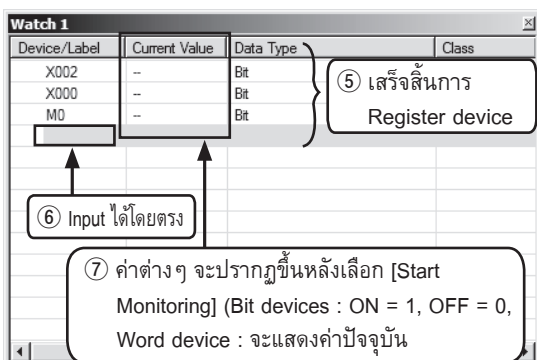 Watch 1
Device/Label Current Value Data Type Class
X002 -- Bit
X000 -- Bit
M0 -- Bit
⑤ เสร็จสิ้นการ
Register device
⑥ Input ได้โดยตรง
⑦ ค่าต่างๆ จะปรากฏขึ้นหลังเลือก [Start
Monitoring] (Bit devices : ON = 1, OFF = 0,
Word device : จะแสดงค่าปัจจุบัน